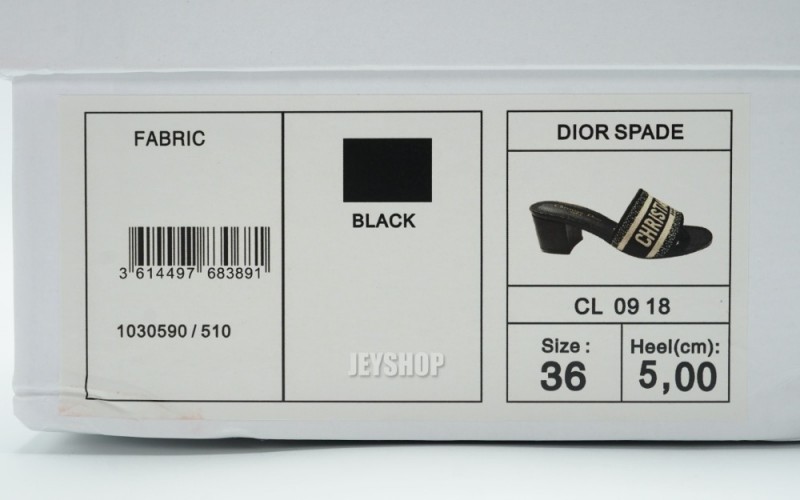 FABRIC
3 614497 683891
1030590 / 510
BLACK
JEYSHOP
DIOR SPADE
CHRISTI
CL 09 18
Size :
36
Heel(cm):
5,00